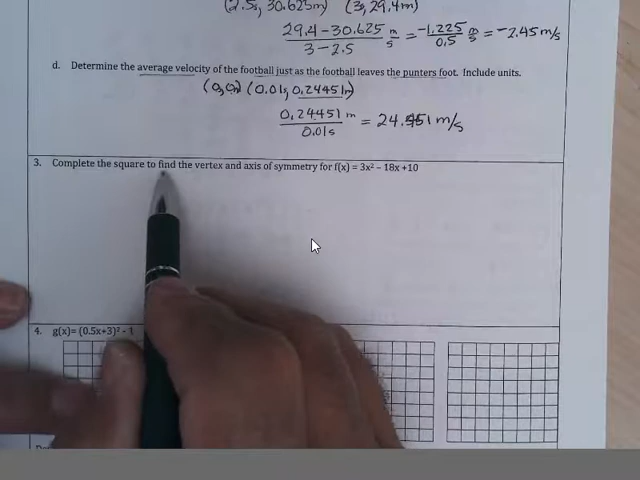 (2.5s, 30.625m) (3s, 29.4m)
29.4 - 30.625 m = -1.225 m = -2.45 m/s
3 - 2.5 s 0.5 s
d. Determine the average velocity of the football just as the football leaves the punters foot. Include units.
(0,0) (0.01s, 0.24451m)
0.24451 m = 24.451 m/s
0.01s
3. Complete the square to find the vertex and axis of symmetry for f(x) = 3x² – 18x +10
4. g(x)= (0.5x+3)² - 1